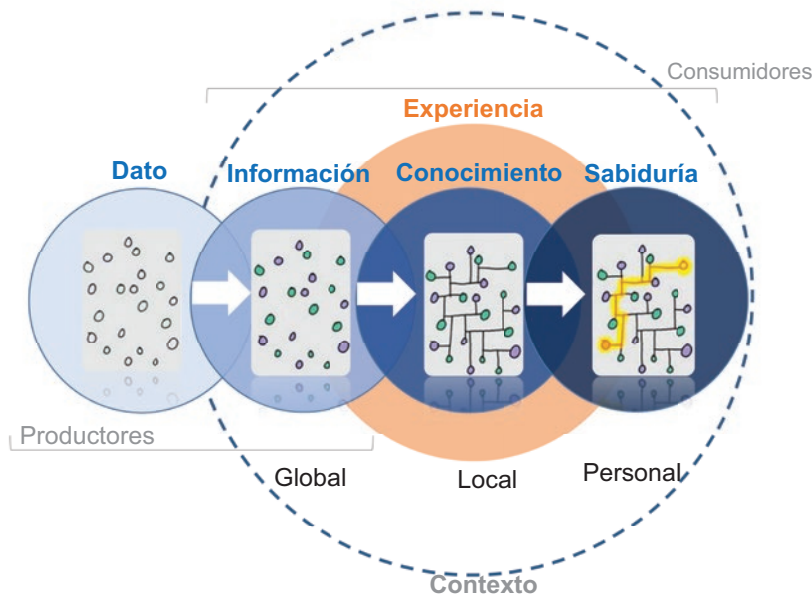 Consumidores
Experiencia
Dato
Información
Conocimiento
Sabiduría
Productores
Global
Local
Personal
Contexto